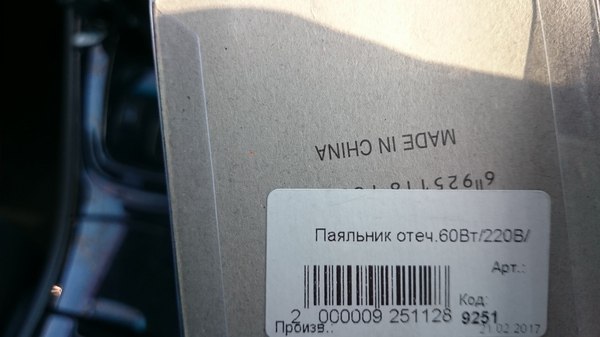 MADE IN CHINA
Паяльник отеч.60Вт/220В/
Арт.:
Код:
2 000009 251128 9251
Произв.: 21.02.2017